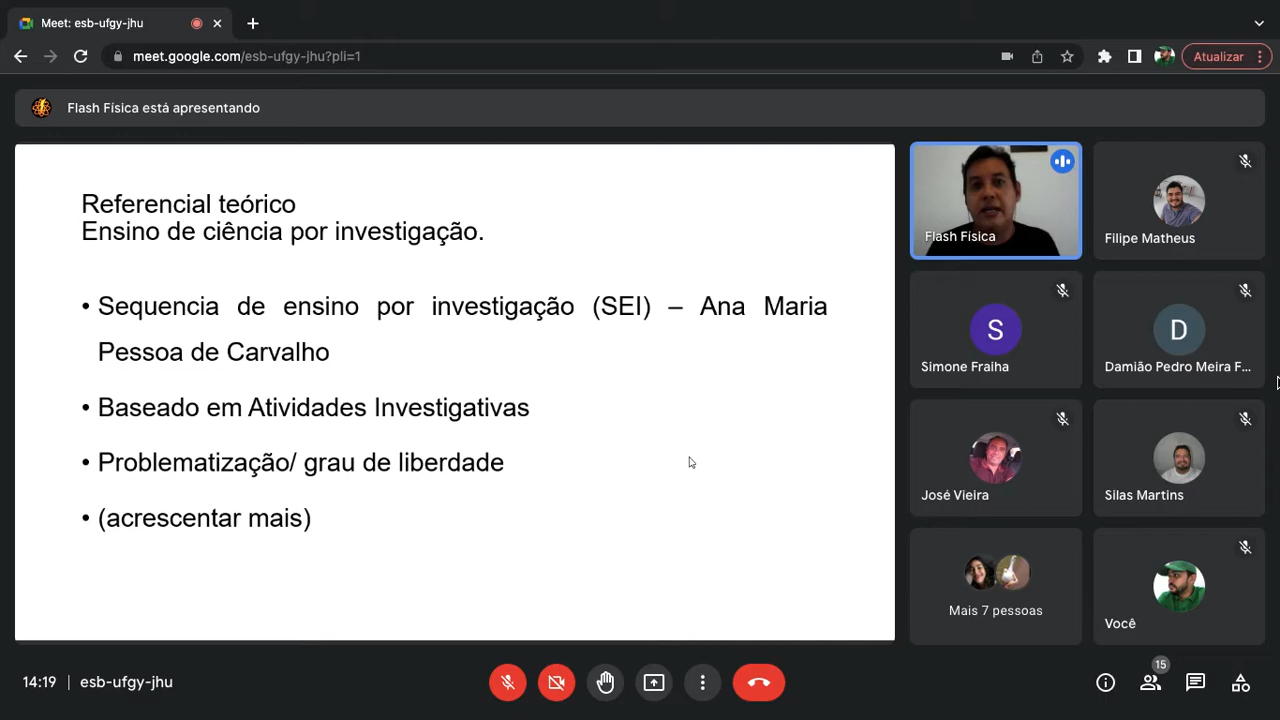 Meet: esb-ufgy-jhu
meet.google.com/esb-ufgy-jhu?pli=1
Atualizar
Flash Física está apresentando
Referencial teórico
Ensino de ciência por investigação.
• Sequencia de ensino por investigação (SEI) – Ana Maria
Pessoa de Carvalho
• Baseado em Atividades Investigativas
• Problematização/ grau de liberdade
• (acrescentar mais)
Flash Física
Filipe Matheus
S
Simone Fraiha
D
Damião Pedro Meira F...
José Vieira
Silas Martins
Mais 7 pessoas
Você
14:19 | esb-ufgy-jhu
15